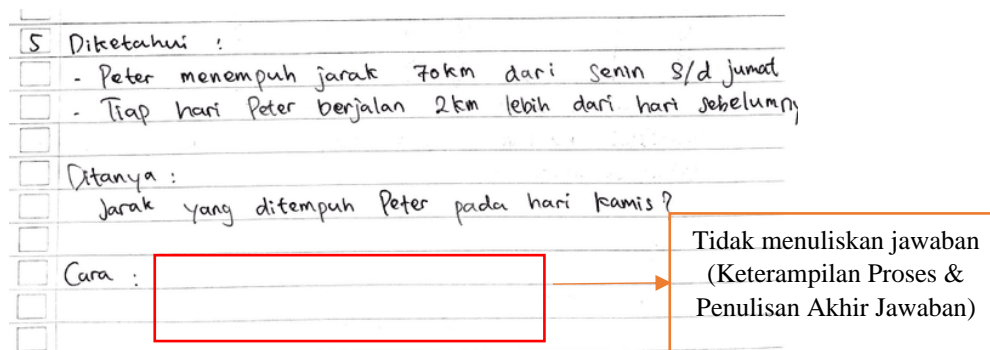 5 Diketahui :
- Peter menempuh jarak 70km dari Senin S/d jumat
- Tiap hari Peter berjalan 2km lebih dari hari sebelumny
Ditanya :
Jarak yang ditempuh Peter pada hari Kamis?
Cara :
Tidak menuliskan jawaban
(Keterampilan Proses &
Penulisan Akhir Jawaban)